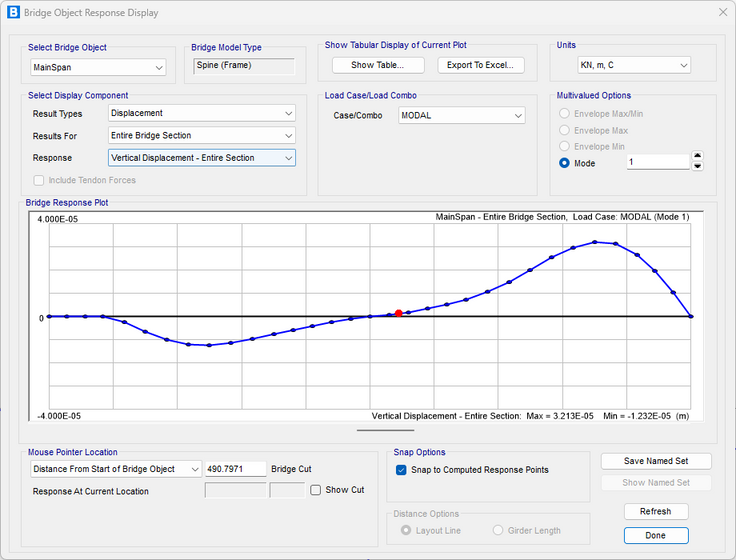 B Bridge Object Response Display
Select Bridge Object
MainSpan
Bridge Model Type
Spine (Frame)
Show Tabular Display of Current Plot
Show Table...
Export To Excel...
Units
KN, m, C
Select Display Component
Result Types
Displacement
Results For
Entire Bridge Section
Response
Vertical Displacement - Entire Section
Include Tendon Forces
Load Case/Load Combo
Case/Combo
MODAL
Multivalued Options
Envelope Max/Min
Envelope Max
Envelope Min
Mode
1
Bridge Response Plot
4.000E-05
MainSpan - Entire Bridge Section, Load Case: MODAL (Mode 1)
0
-4.000E-05
Vertical Displacement - Entire Section: Max = 3.213E-05 Min = -1.232E-05 (m)
Mouse Pointer Location
Distance From Start of Bridge Object
490.7971
Bridge Cut
Response At Current Location
Show Cut
Snap Options
Snap to Computed Response Points
Distance Options
Layout Line
Girder Length
Save Named Set
Show Named Set
Refresh
Done